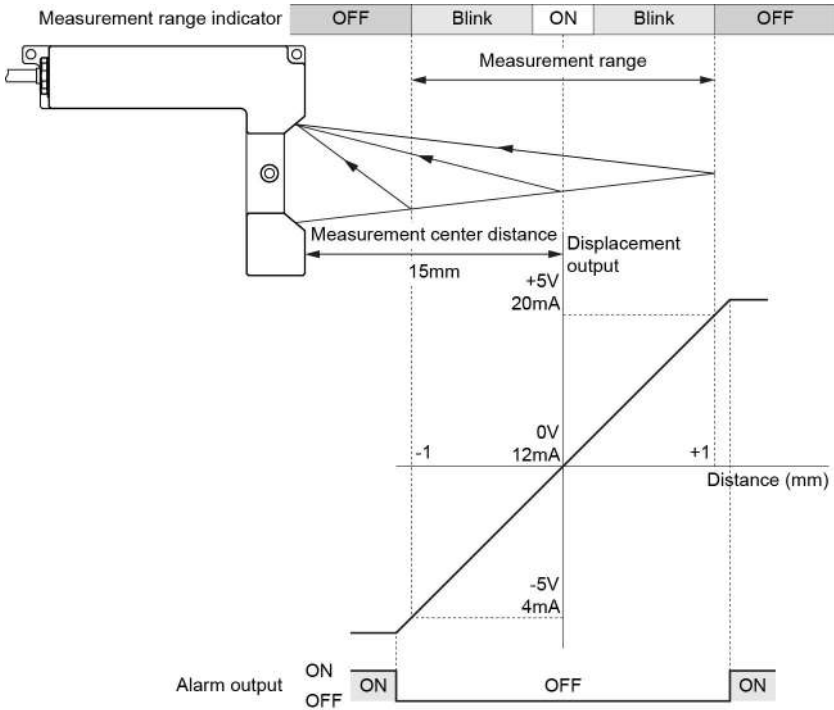 Measurement range indicator OFF Blink ON Blink OFF
Measurement range
Measurement center distance
15mm
Displacement
output
+5V
20mA
0V
12mA
-1
+1
Distance (mm)
-5V
4mA
Alarm output
ON
OFF
ON
OFF
ON